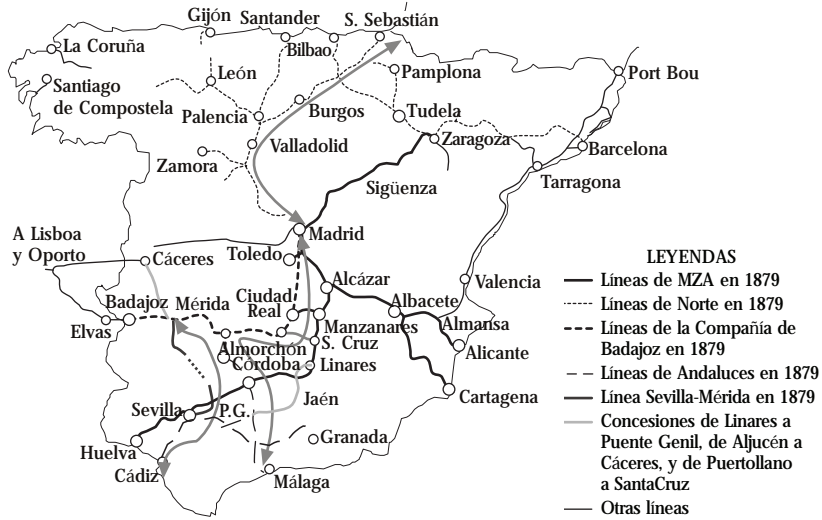 Gijón
Santander
S. Sebastián
La Coruña
Bilbao
León
Pamplona
Port Bou
Santiago
de Compostela
Palencia
Burgos
Tudela
Valladolid
Zaragoza
Barcelona
Zamora
Tarragona
Sigüenza
A Lisboa
y Oporto
Madrid
Cáceres
Toledo
Alcázar
Valencia
Badajoz
Mérida
Ciudad
Real
Albacete
Elvas
Manzanares
Almansa
Almorchón
S. Cruz
Alicante
Córdoba
Linares
Cartagena
Sevilla
P.G.
Jaén
Huelva
Granada
Cádiz
Málaga
LEYENDAS
Líneas de MZA en 1879
Líneas de Norte en 1879
Líneas de la Compañía de
Badajoz en 1879
Líneas de Andaluces en 1879
Línea Sevilla-Mérida en 1879
Concesiones de Linares a
Puente Genil, de Aljucén a
Cáceres, y de Puertollano
a SantaCruz
Otras líneas